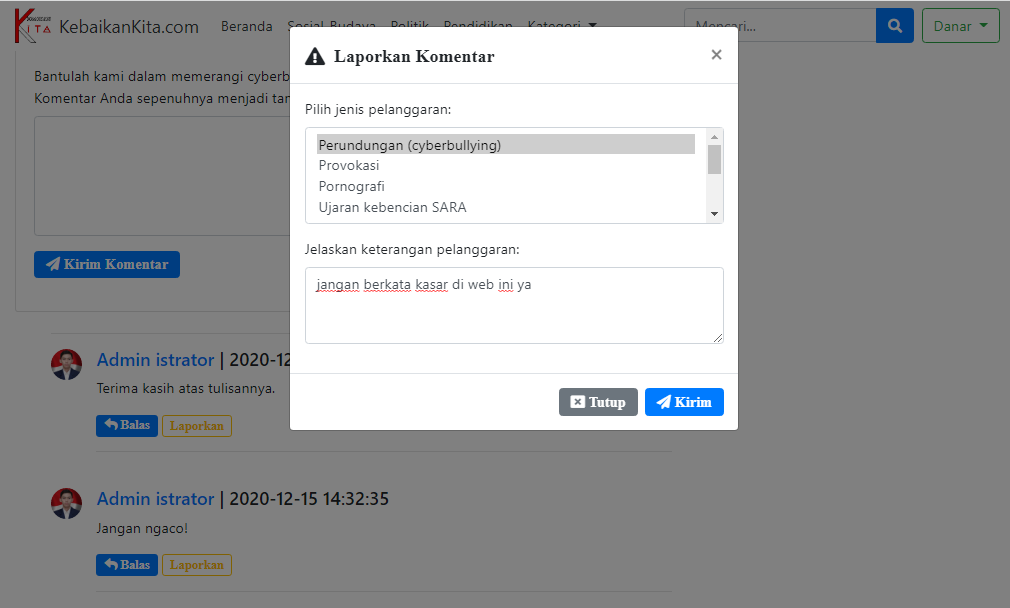 KITA KebaikanKita.com Beranda Sosial-Budaya Politik Pendidikan Kategori Mencari... Danar
Bantulah kami dalam memerangi cyberb
Komentar Anda sepenuhnya menjadi tan
Kirim Komentar
Laporkan Komentar ×
Pilih jenis pelanggaran:
Perundungan (cyberbullying)
Provokasi
Pornografi
Ujaran kebencian SARA
Jelaskan keterangan pelanggaran:
jangan berkata kasar di web ini ya
Tutup Kirim
Admin istrator | 2020-12
Terima kasih atas tulisannya.
Balas Laporkan
Admin istrator | 2020-12-15 14:32:35
Jangan ngaco!
Balas Laporkan